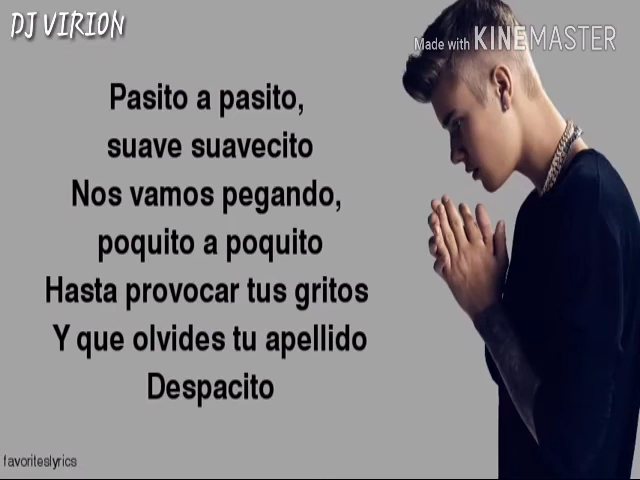 DJ VIRION
Made with KINEMASTER
Pasito a pasito,
suave suavecito
Nos vamos pegando,
poquito a poquito
Hasta provocar tus gritos
Y que olvides tu apellido
Despacito
favoriteslyrics